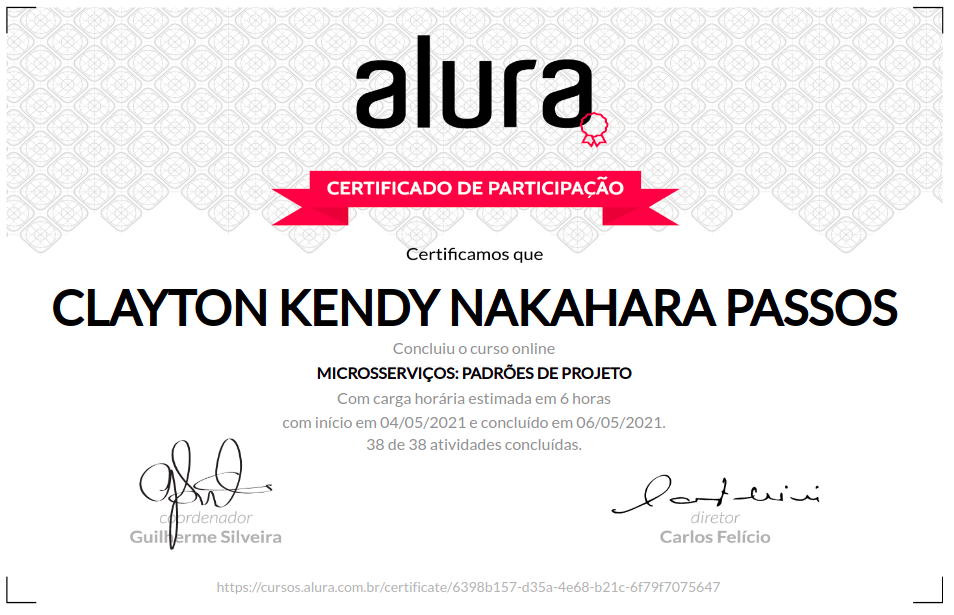 alura
CERTIFICADO DE PARTICIPAÇÃO
Certificamos que
CLAYTON KENDY NAKAHARA PASSOS
Concluiu o curso online
MICROSSERVIÇOS: PADRÕES DE PROJETO
Com carga horária estimada em 6 horas
com início em 04/05/2021 e concluído em 06/05/2021.
38 de 38 atividades concluídas.
coordenador
Guilherme Silveira
diretor
Carlos Felício
https://cursos.alura.com.br/certificate/6398b157-d35a-4e68-b21c-6f79f7075647